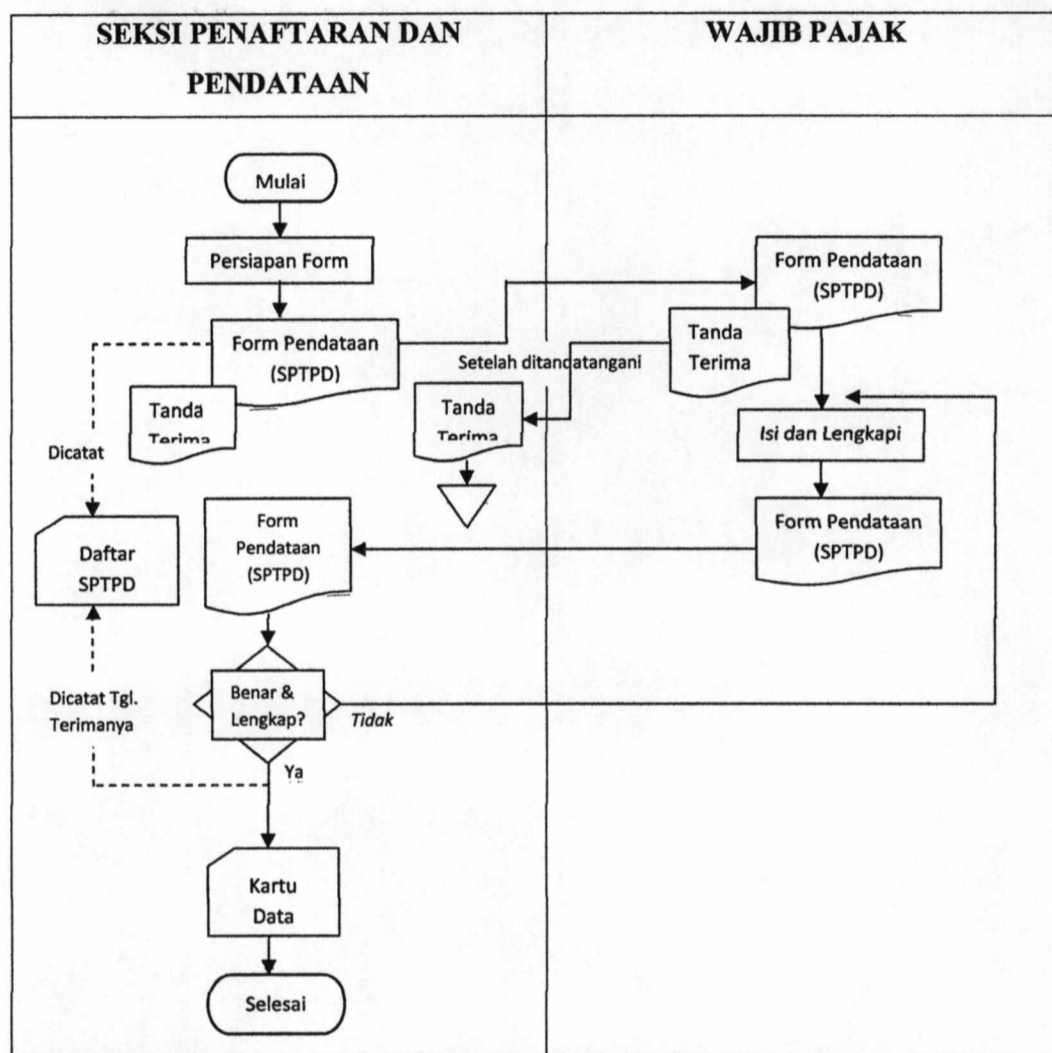 SEKSI PENAFTARAN DAN
PENDATAAN
WAJIB PAJAK
Mulai
Persiapan Form
Form Pendataan
(SPTPD)
Tanda
Terima
Dicatat
Form Pendataan
(SPTPD)
Tanda
Terima
Setelah ditandatangani
Tanda
Terima
Isi dan Lengkapi
Form Pendataan
(SPTPD)
Form
Pendataan
(SPTPD)
Daftar
SPTPD
Benar &
Lengkap?
Tidak
Dicatat Tgl.
Terimanya
Ya
Kartu
Data
Selesai